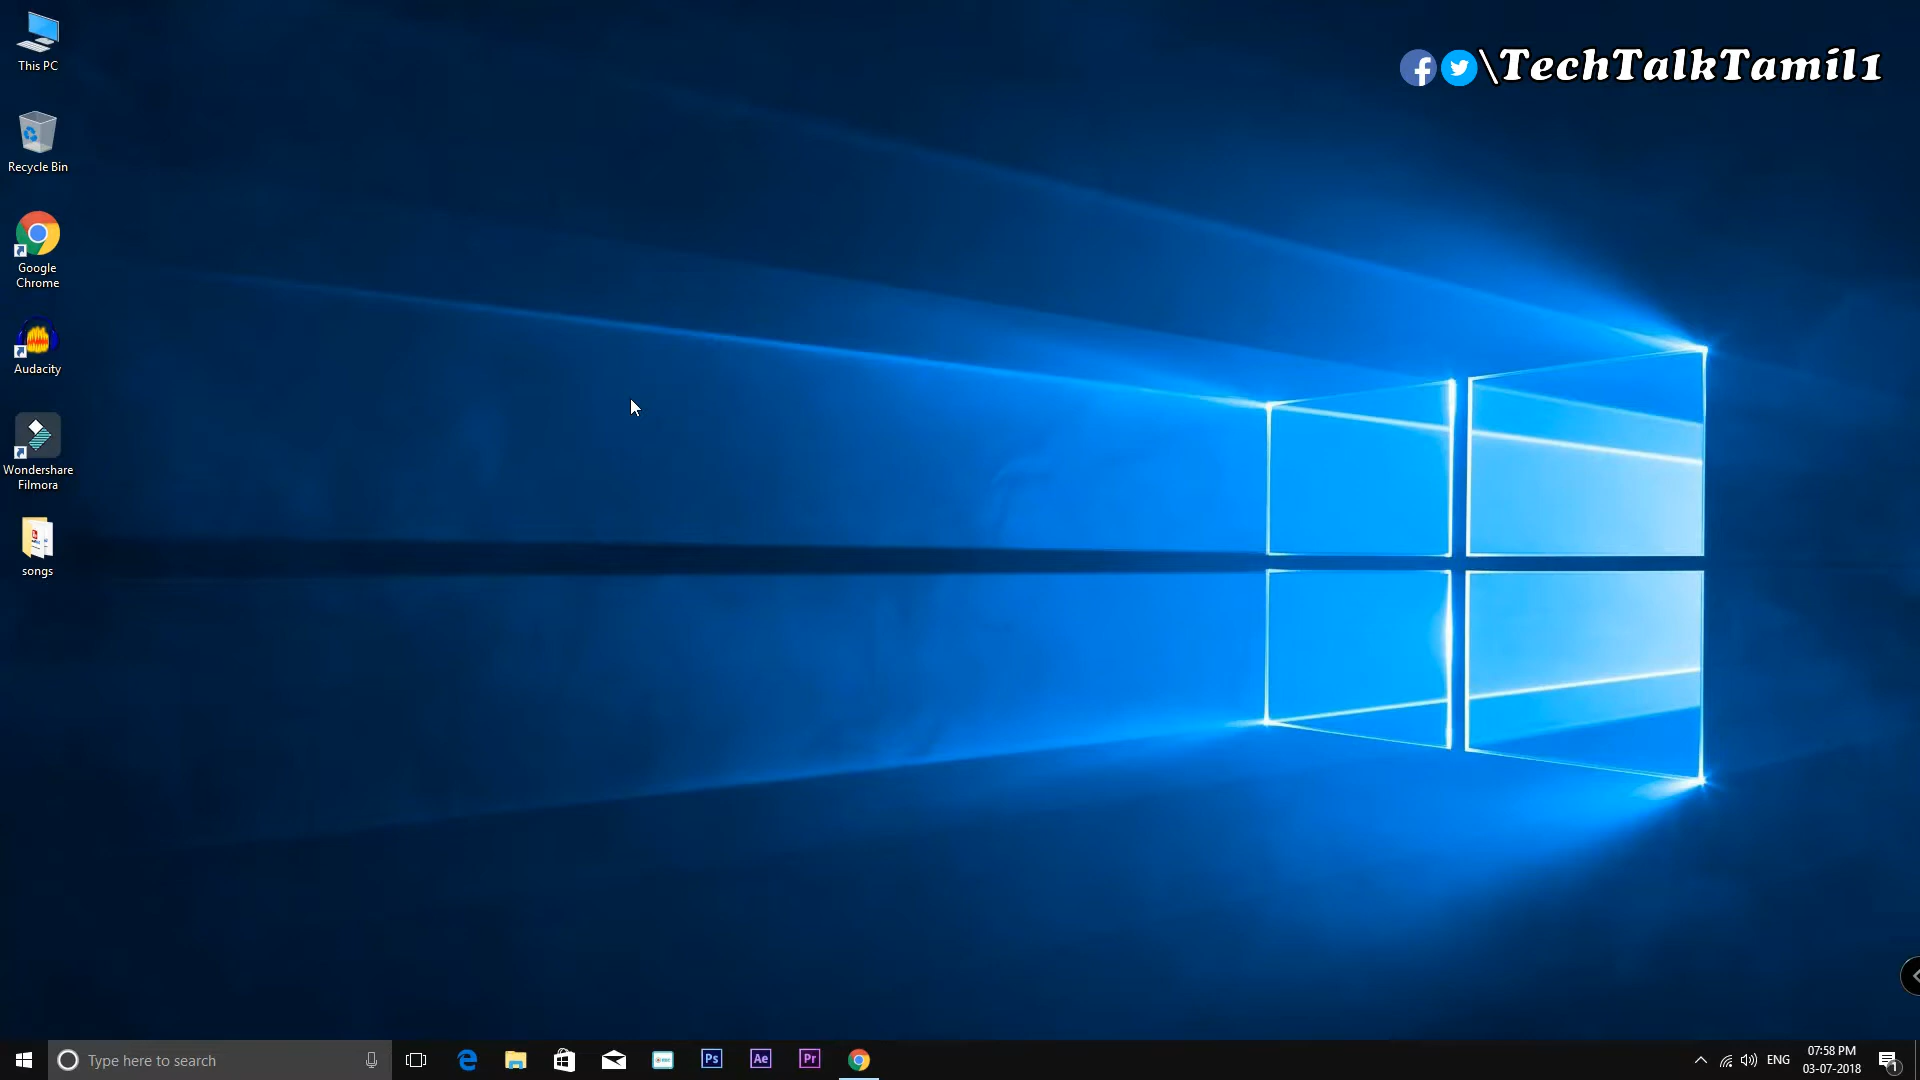 This PC
\TechTalkTamil1
Recycle Bin
Google
Chrome
Audacity
Wondershare
Filmora
songs
Type here to search
Ps
Ae
Pr
ENG
07:58 PM
03-07-2018
1